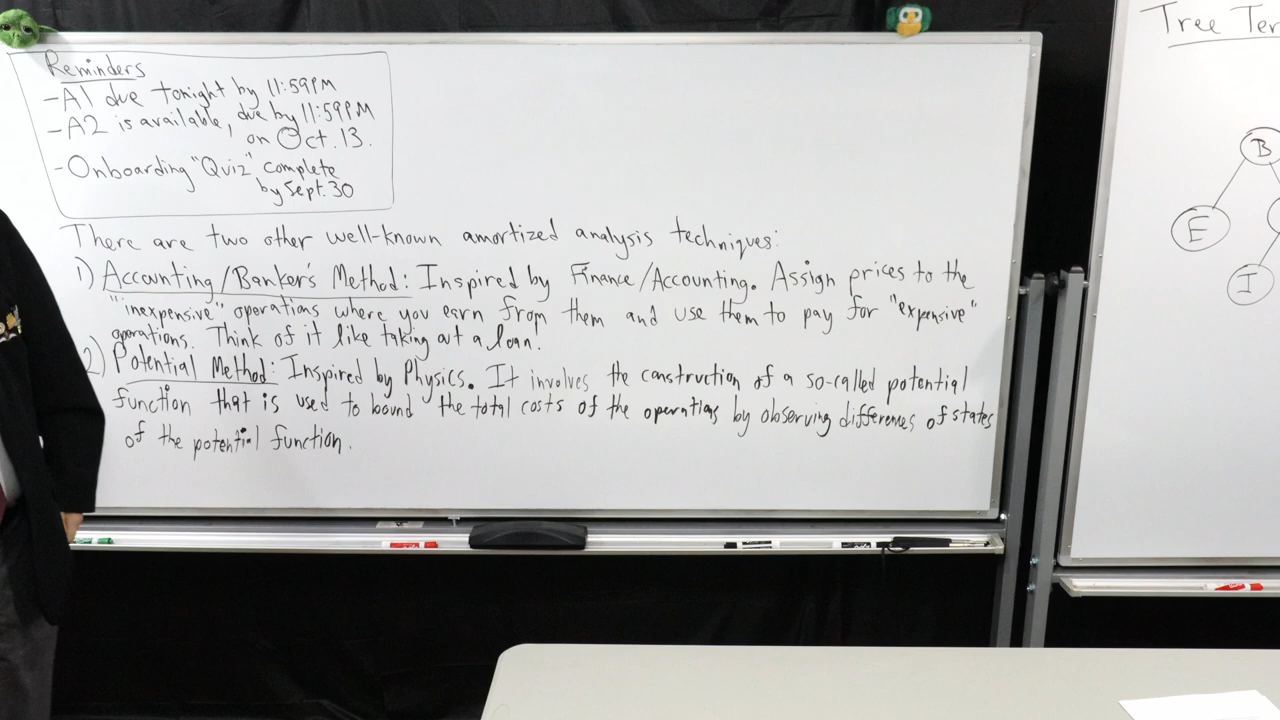 Reminders
-A1 due tonight by 11:59PM
-A2 is available, due by 11:59PM
on Oct. 13.
-Onboarding "Quiz" complete
by Sept. 30
There are two other well-known amortized analysis techniques:
1) Accounting/Banker's Method: Inspired by Finance/Accounting. Assign prices to the
"inexpensive" operations where you earn from them and use them to pay for "expensive"
operations. Think of it like taking out a loan.
2) Potential Method: Inspired by Physics. It involves the construction of a so-called potential
function that is used to bound the total costs of the operations by observing differences of states
of the potential function.
Tree Ter
B
E
I